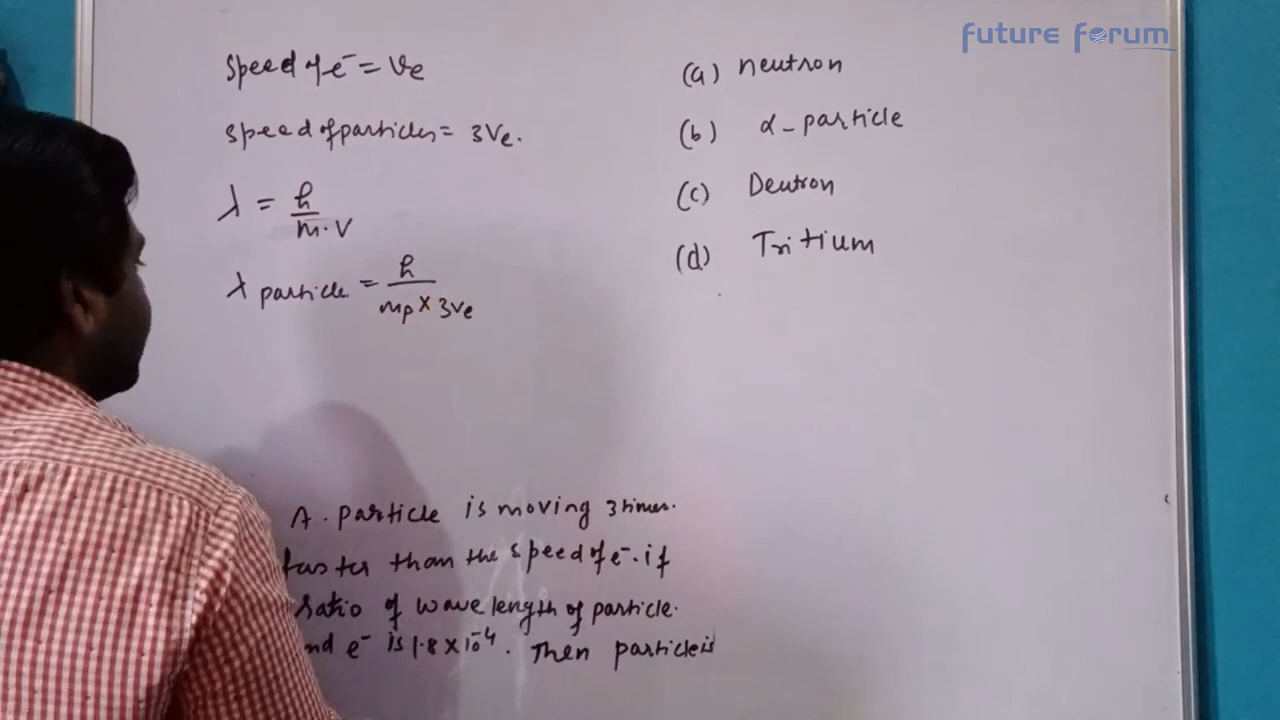 future forum
Speed of e⁻ = Ve
Speed of particles = 3Ve.
λ = h / m·V
λ particle = h / mp × 3Ve
(a) neutron
(b) α - particle
(c) Deutron
(d) Tritium
A. particle is moving 3 times.
faster than the speed of e⁻. if
ratio of wave length of particle.
nd e⁻ is 1.8 × 10⁻⁴. Then particle is